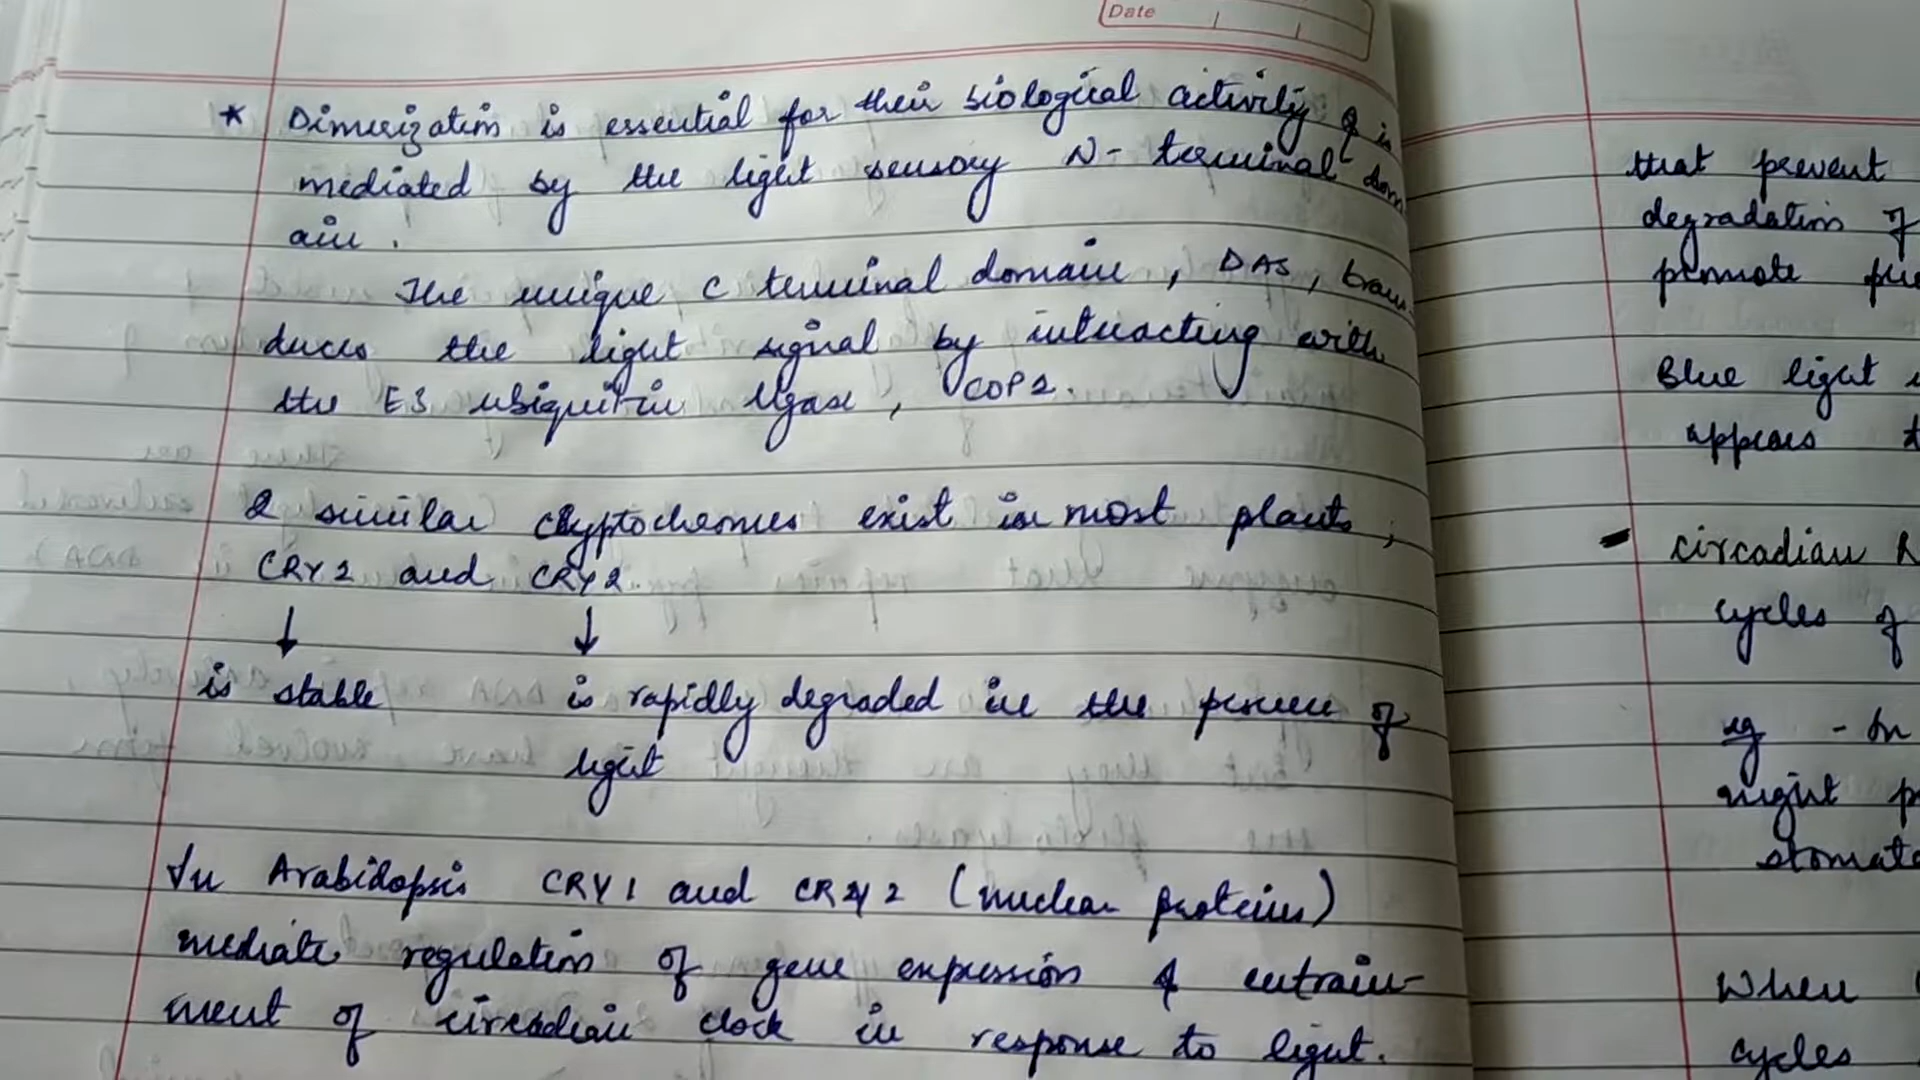 Date
* Dimerization is essential for their biological activity & is
mediated by the light sensory N- terminal dom
ain.
The unique C terminal domain, DAS, trans-
duces the light signal by interacting with
the E3 ubiquitin ligase, COP1.
2 similar cryptochromes exist in most plants,
CRY1 and CRY2.
↓ ↓
is stable is rapidly degraded in the presence of
light
In Arabidopsis CRY1 and CRY2 (nuclear proteins)
mediate regulation of gene expression & entrain-
ment of circadian clock in response to light.
that prevent
degradation of
promote
Blue light
appears
- circadian R
cycles of
eg - In
night p
stomat
When
cycles